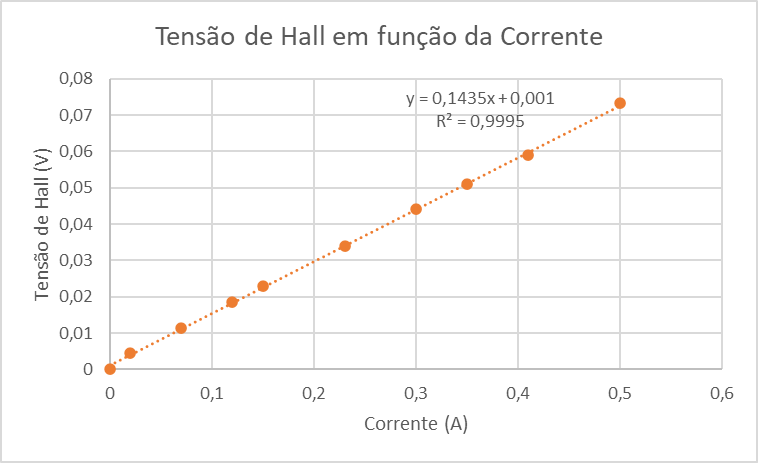 Tensão de Hall em função da Corrente
y = 0,1435x + 0,001
R² = 0,9995
0,08
0,07
0,06
0,05
0,04
0,03
0,02
0,01
0
Tensão de Hall (V)
0 0,1 0,2 0,3 0,4 0,5 0,6
Corrente (A)